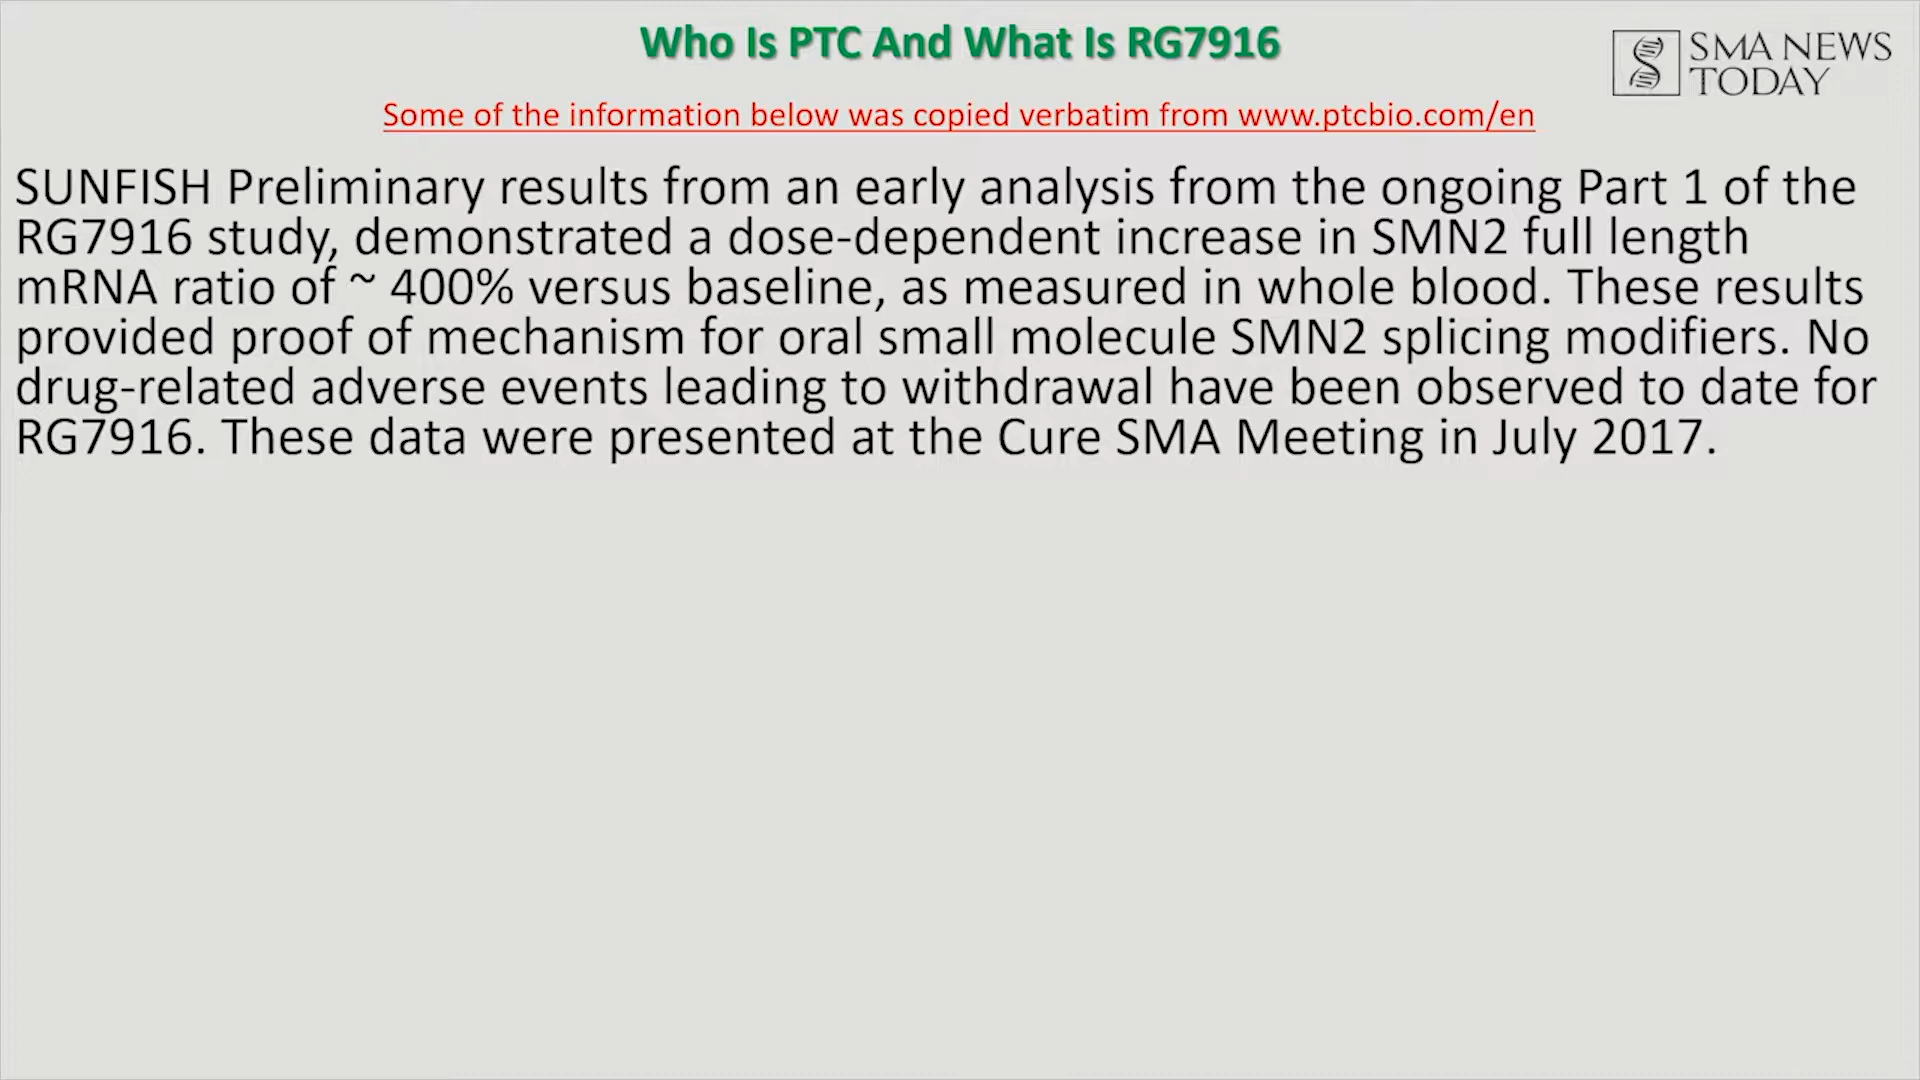 Who Is PTC And What Is RG7916
SMA NEWS
TODAY
Some of the information below was copied verbatim from www.ptcbio.com/en
SUNFISH Preliminary results from an early analysis from the ongoing Part 1 of the
RG7916 study, demonstrated a dose-dependent increase in SMN2 full length
mRNA ratio of ~ 400% versus baseline, as measured in whole blood. These results
provided proof of mechanism for oral small molecule SMN2 splicing modifiers. No
drug-related adverse events leading to withdrawal have been observed to date for
RG7916. These data were presented at the Cure SMA Meeting in July 2017.